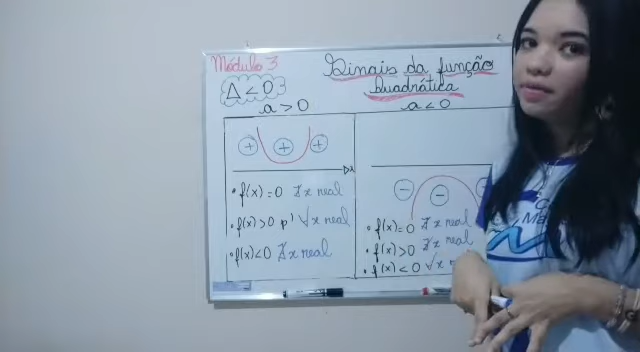 Módulo 3
Sinais da função
Quadrática
Δ < 0
a > 0
a < 0
+ + +
x
• f(x) = 0 ∄ x real
• f(x) > 0 p/ ∀ x real
• f(x) < 0 ∄ x real
− − −
• f(x) = 0 ∄ x real
• f(x) > 0 ∄ x real
• f(x) < 0 ∀ x